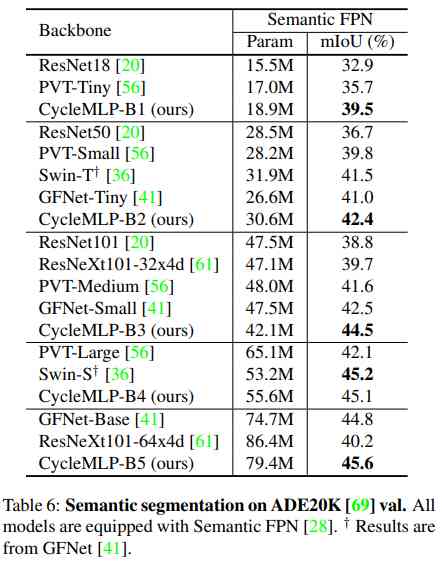 Backbone Semantic FPN
Param mIoU (%)
ResNet18 [20] 15.5M 32.9
PVT-Tiny [56] 17.0M 35.7
CycleMLP-B1 (ours) 18.9M 39.5
ResNet50 [20] 28.5M 36.7
PVT-Small [56] 28.2M 39.8
Swin-T† [36] 31.9M 41.5
GFNet-Tiny [41] 26.6M 41.0
CycleMLP-B2 (ours) 30.6M 42.4
ResNet101 [20] 47.5M 38.8
ResNeXt101-32x4d [61] 47.1M 39.7
PVT-Medium [56] 48.0M 41.6
GFNet-Small [41] 47.5M 42.5
CycleMLP-B3 (ours) 42.1M 44.5
PVT-Large [56] 65.1M 42.1
Swin-S† [36] 53.2M 45.2
CycleMLP-B4 (ours) 55.6M 45.1
GFNet-Base [41] 74.7M 44.8
ResNeXt101-64x4d [61] 86.4M 40.2
CycleMLP-B5 (ours) 79.4M 45.6
Table 6: Semantic segmentation on ADE20K [69] val. All
models are equipped with Semantic FPN [28]. † Results are
from GFNet [41].